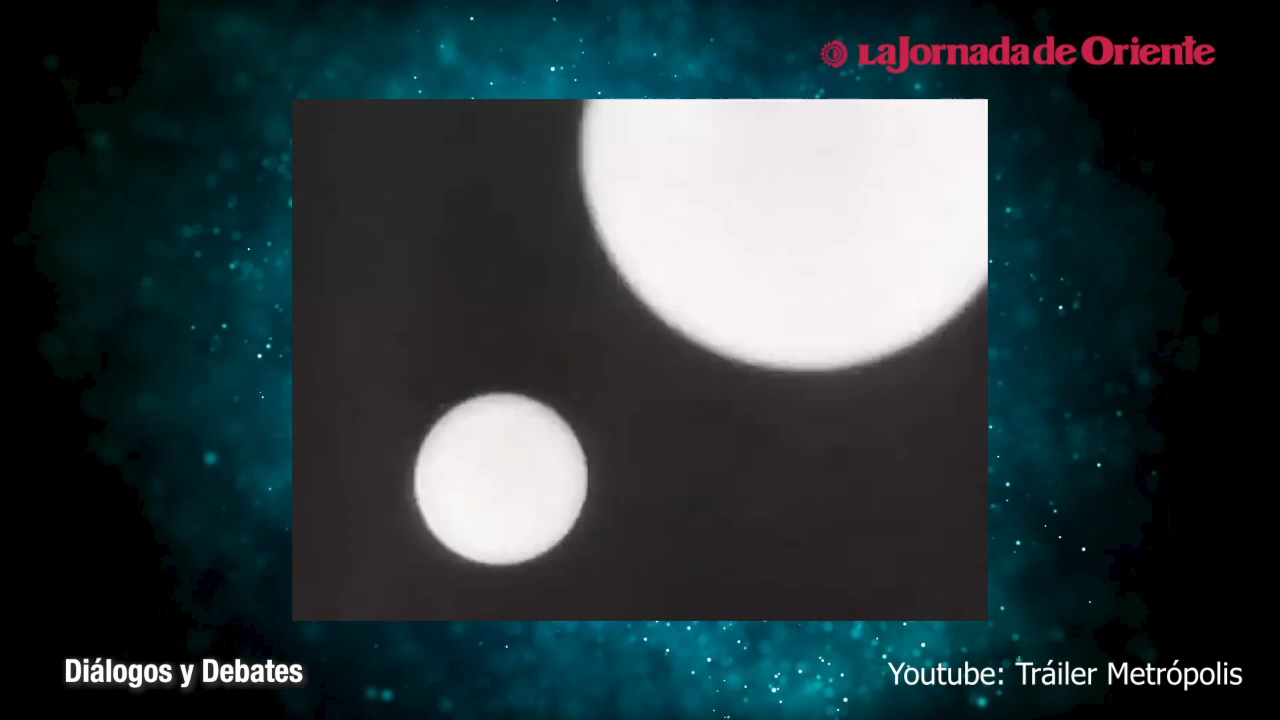 LaJornada de Oriente
Diálogos y Debates
Youtube: Tráiler Metrópolis